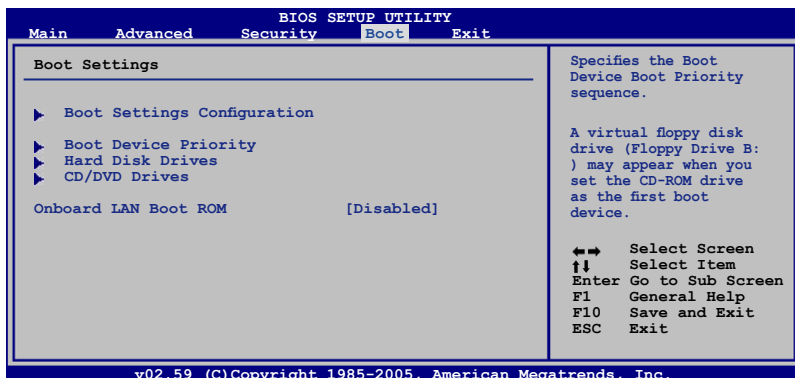 BIOS SETUP UTILITY
Main Advanced Security Boot Exit
Boot Settings
Boot Settings Configuration
Boot Device Priority
Hard Disk Drives
CD/DVD Drives
Onboard LAN Boot ROM [Disabled]
Specifies the Boot
Device Boot Priority
sequence.
A virtual floppy disk
drive (Floppy Drive B:
) may appear when you
set the CD-ROM drive
as the first boot
device.
Select Screen
Select Item
Enter Go to Sub Screen
F1 General Help
F10 Save and Exit
ESC Exit
v02.59 (C)Copyright 1985-2005, American Megatrends, Inc.